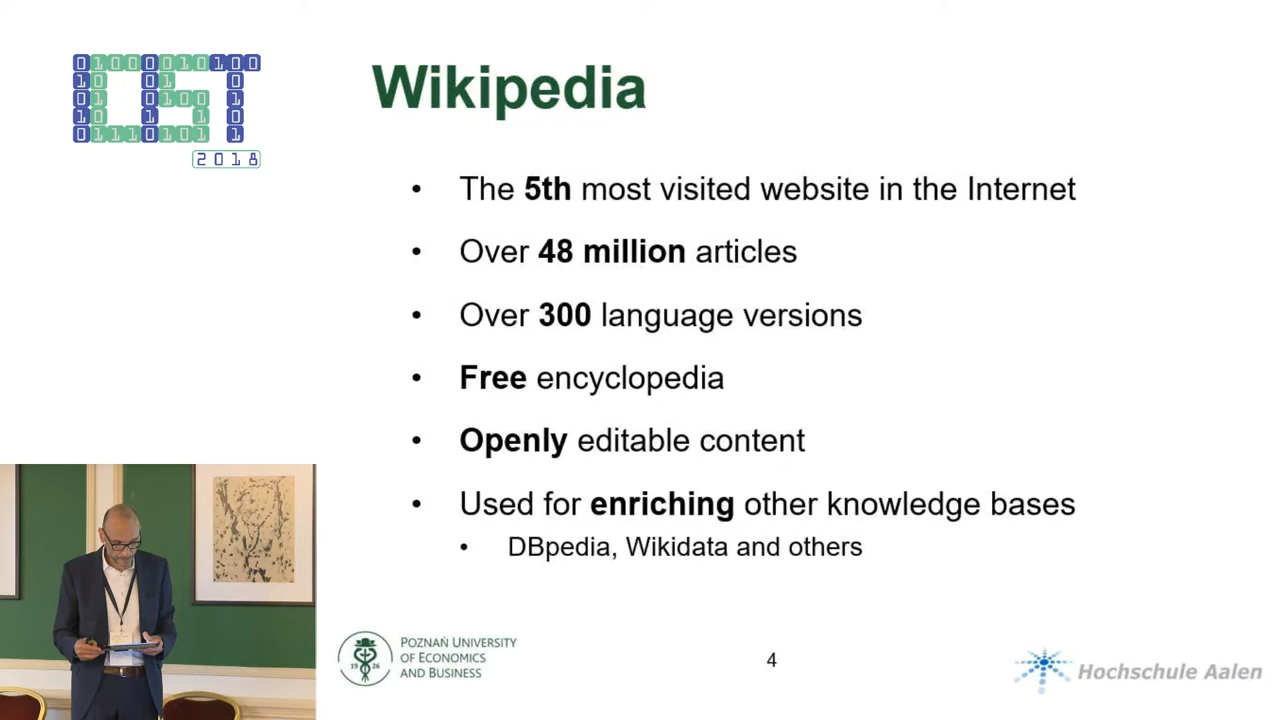 2018
Wikipedia
• The 5th most visited website in the Internet
• Over 48 million articles
• Over 300 language versions
• Free encyclopedia
• Openly editable content
• Used for enriching other knowledge bases
• DBpedia, Wikidata and others
19 26
POZNAŃ UNIVERSITY
OF ECONOMICS
AND BUSINESS
4
Hochschule Aalen